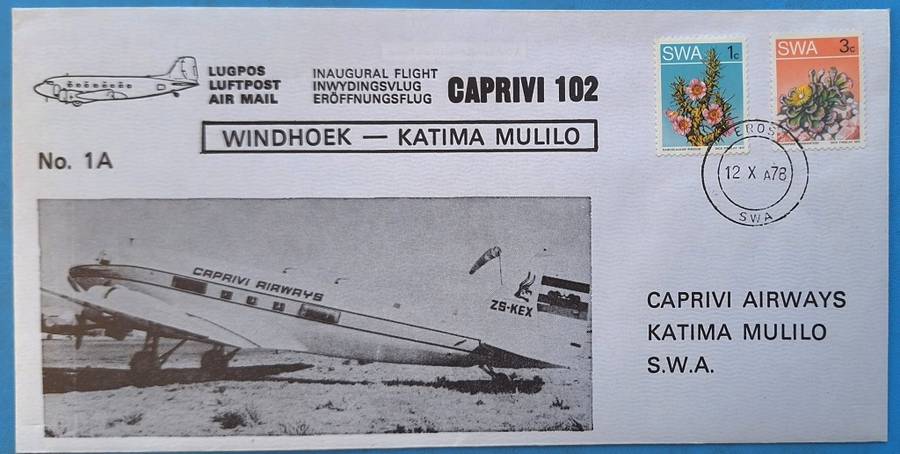 LUGPOS
LUFTPOST
AIR MAIL
INAUGURAL FLIGHT
INWYDINGSVLUG
ERÖFFNUNGSFLUG
CAPRIVI 102
WINDHOEK — KATIMA MULILO
No. 1A
SWA 1c
SWA 3c
EROS
12 X A78
SWA
CAPRIVI AIRWAYS
ZS-KEX
CAPRIVI AIRWAYS
KATIMA MULILO
S.W.A.